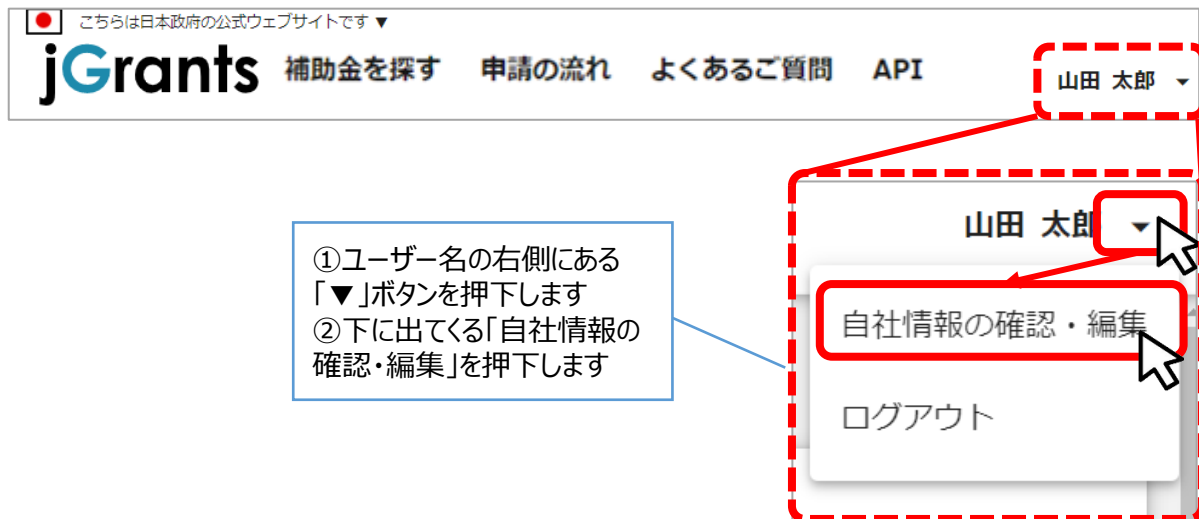 こちらは日本政府の公式ウェブサイトです ▼
jGrants 補助金を探す 申請の流れ よくあるご質問 API 山田 太郎
山田 太郎
①ユーザー名の右側にある
「▼」ボタンを押下します
②下に出てくる「自社情報の
確認・編集」を押下します
自社情報の確認・編集
ログアウト